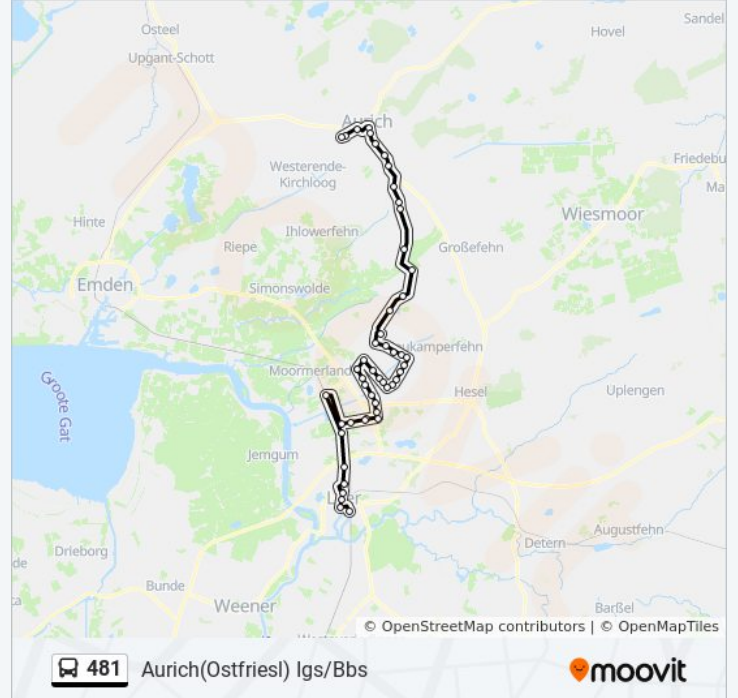 Osteel
Hovel
Sandel
Upgant-Schott
Aurich
Westerende-
Kirchloog
Friedebu
Ma
Wiesmoor
Hinte
Ihlowerfehn
Riepe
Großefehn
Emden
Simonswolde
ukamperfehn
Moormerland
Groote Gat
Hesel
Uplengen
Jemgum
Leer
Augustfehn
Detern
Drieborg
de
Bunde
ta
Weener
Barßel
© OpenStreetMap contributors | © OpenMapTiles
481 Aurich(Ostfriesl) Igs/Bbs
moovit